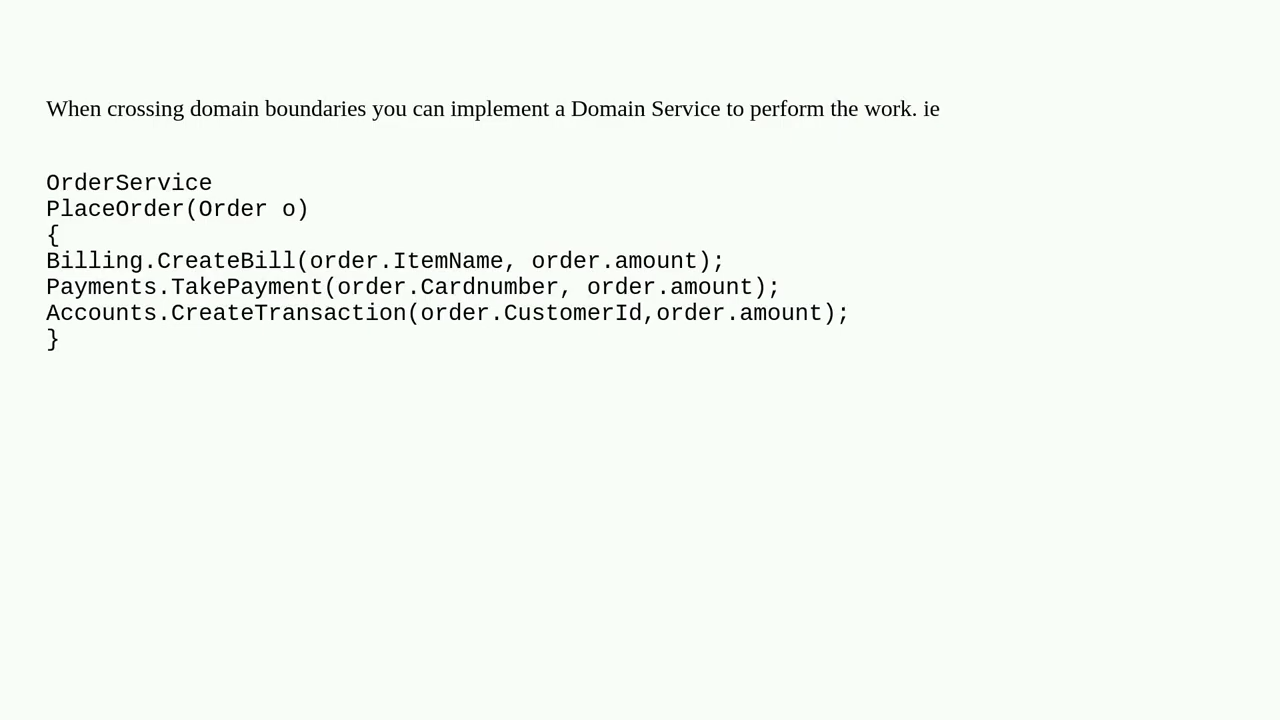 When crossing domain boundaries you can implement a Domain Service to perform the work. ie
OrderService
PlaceOrder(Order o)
{
Billing.CreateBill(order.ItemName, order.amount);
Payments.TakePayment(order.Cardnumber, order.amount);
Accounts.CreateTransaction(order.CustomerId,order.amount);
}